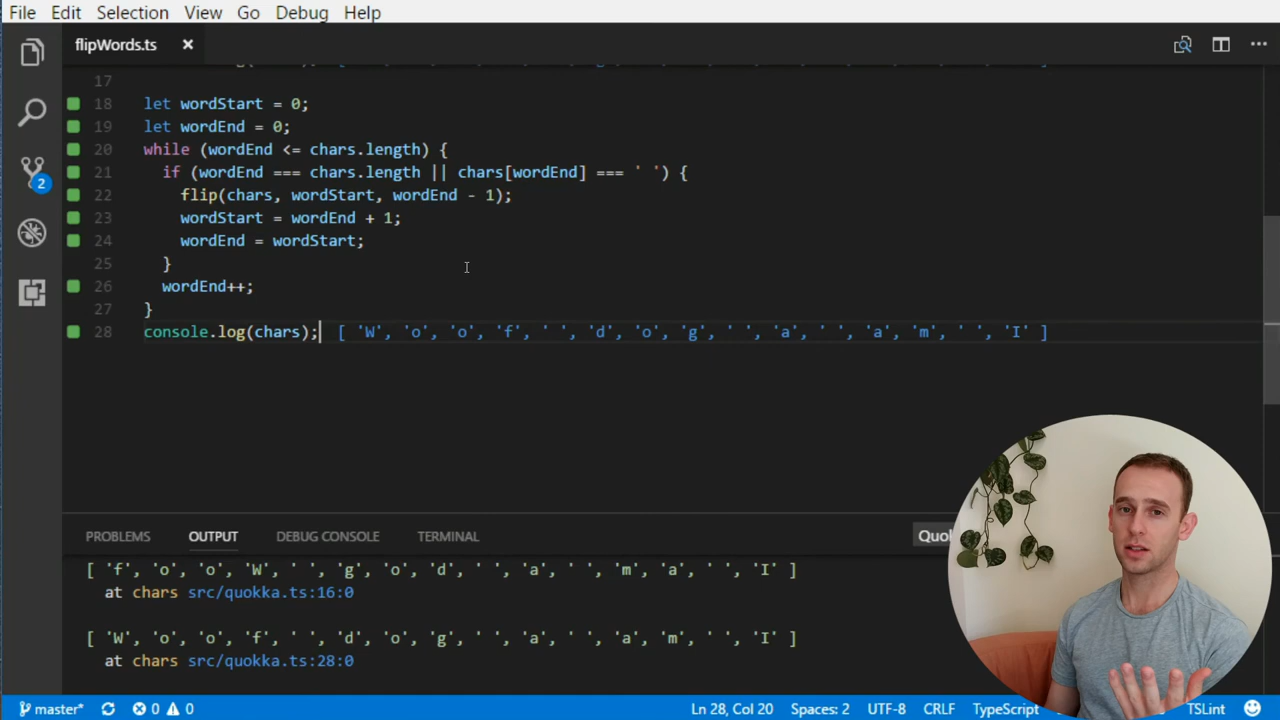 File Edit Selection View Go Debug Help
flipWords.ts
17
18 let wordStart = 0;
19 let wordEnd = 0;
20 while (wordEnd <= chars.length) {
21 if (wordEnd === chars.length || chars[wordEnd] === ' ') {
22 flip(chars, wordStart, wordEnd - 1);
23 wordStart = wordEnd + 1;
24 wordEnd = wordStart;
25 }
26 wordEnd++;
27 }
28 console.log(chars); [ 'W', 'o', 'o', 'f', ' ', 'd', 'o', 'g', ' ', 'a', ' ', 'a', 'm', ' ', 'I' ]
2
PROBLEMS OUTPUT DEBUG CONSOLE TERMINAL Quok
[ 'f', 'o', 'o', 'W', ' ', 'g', 'o', 'd', ' ', 'a', ' ', 'm', 'a', ' ', 'I' ]
at chars src/quokka.ts:16:0
[ 'W', 'o', 'o', 'f', ' ', 'd', 'o', 'g', ' ', 'a', ' ', 'a', 'm', ' ', 'I' ]
at chars src/quokka.ts:28:0
master* 0 0 Ln 28, Col 20 Spaces: 2 UTF-8 CRLF TypeScript TSLint